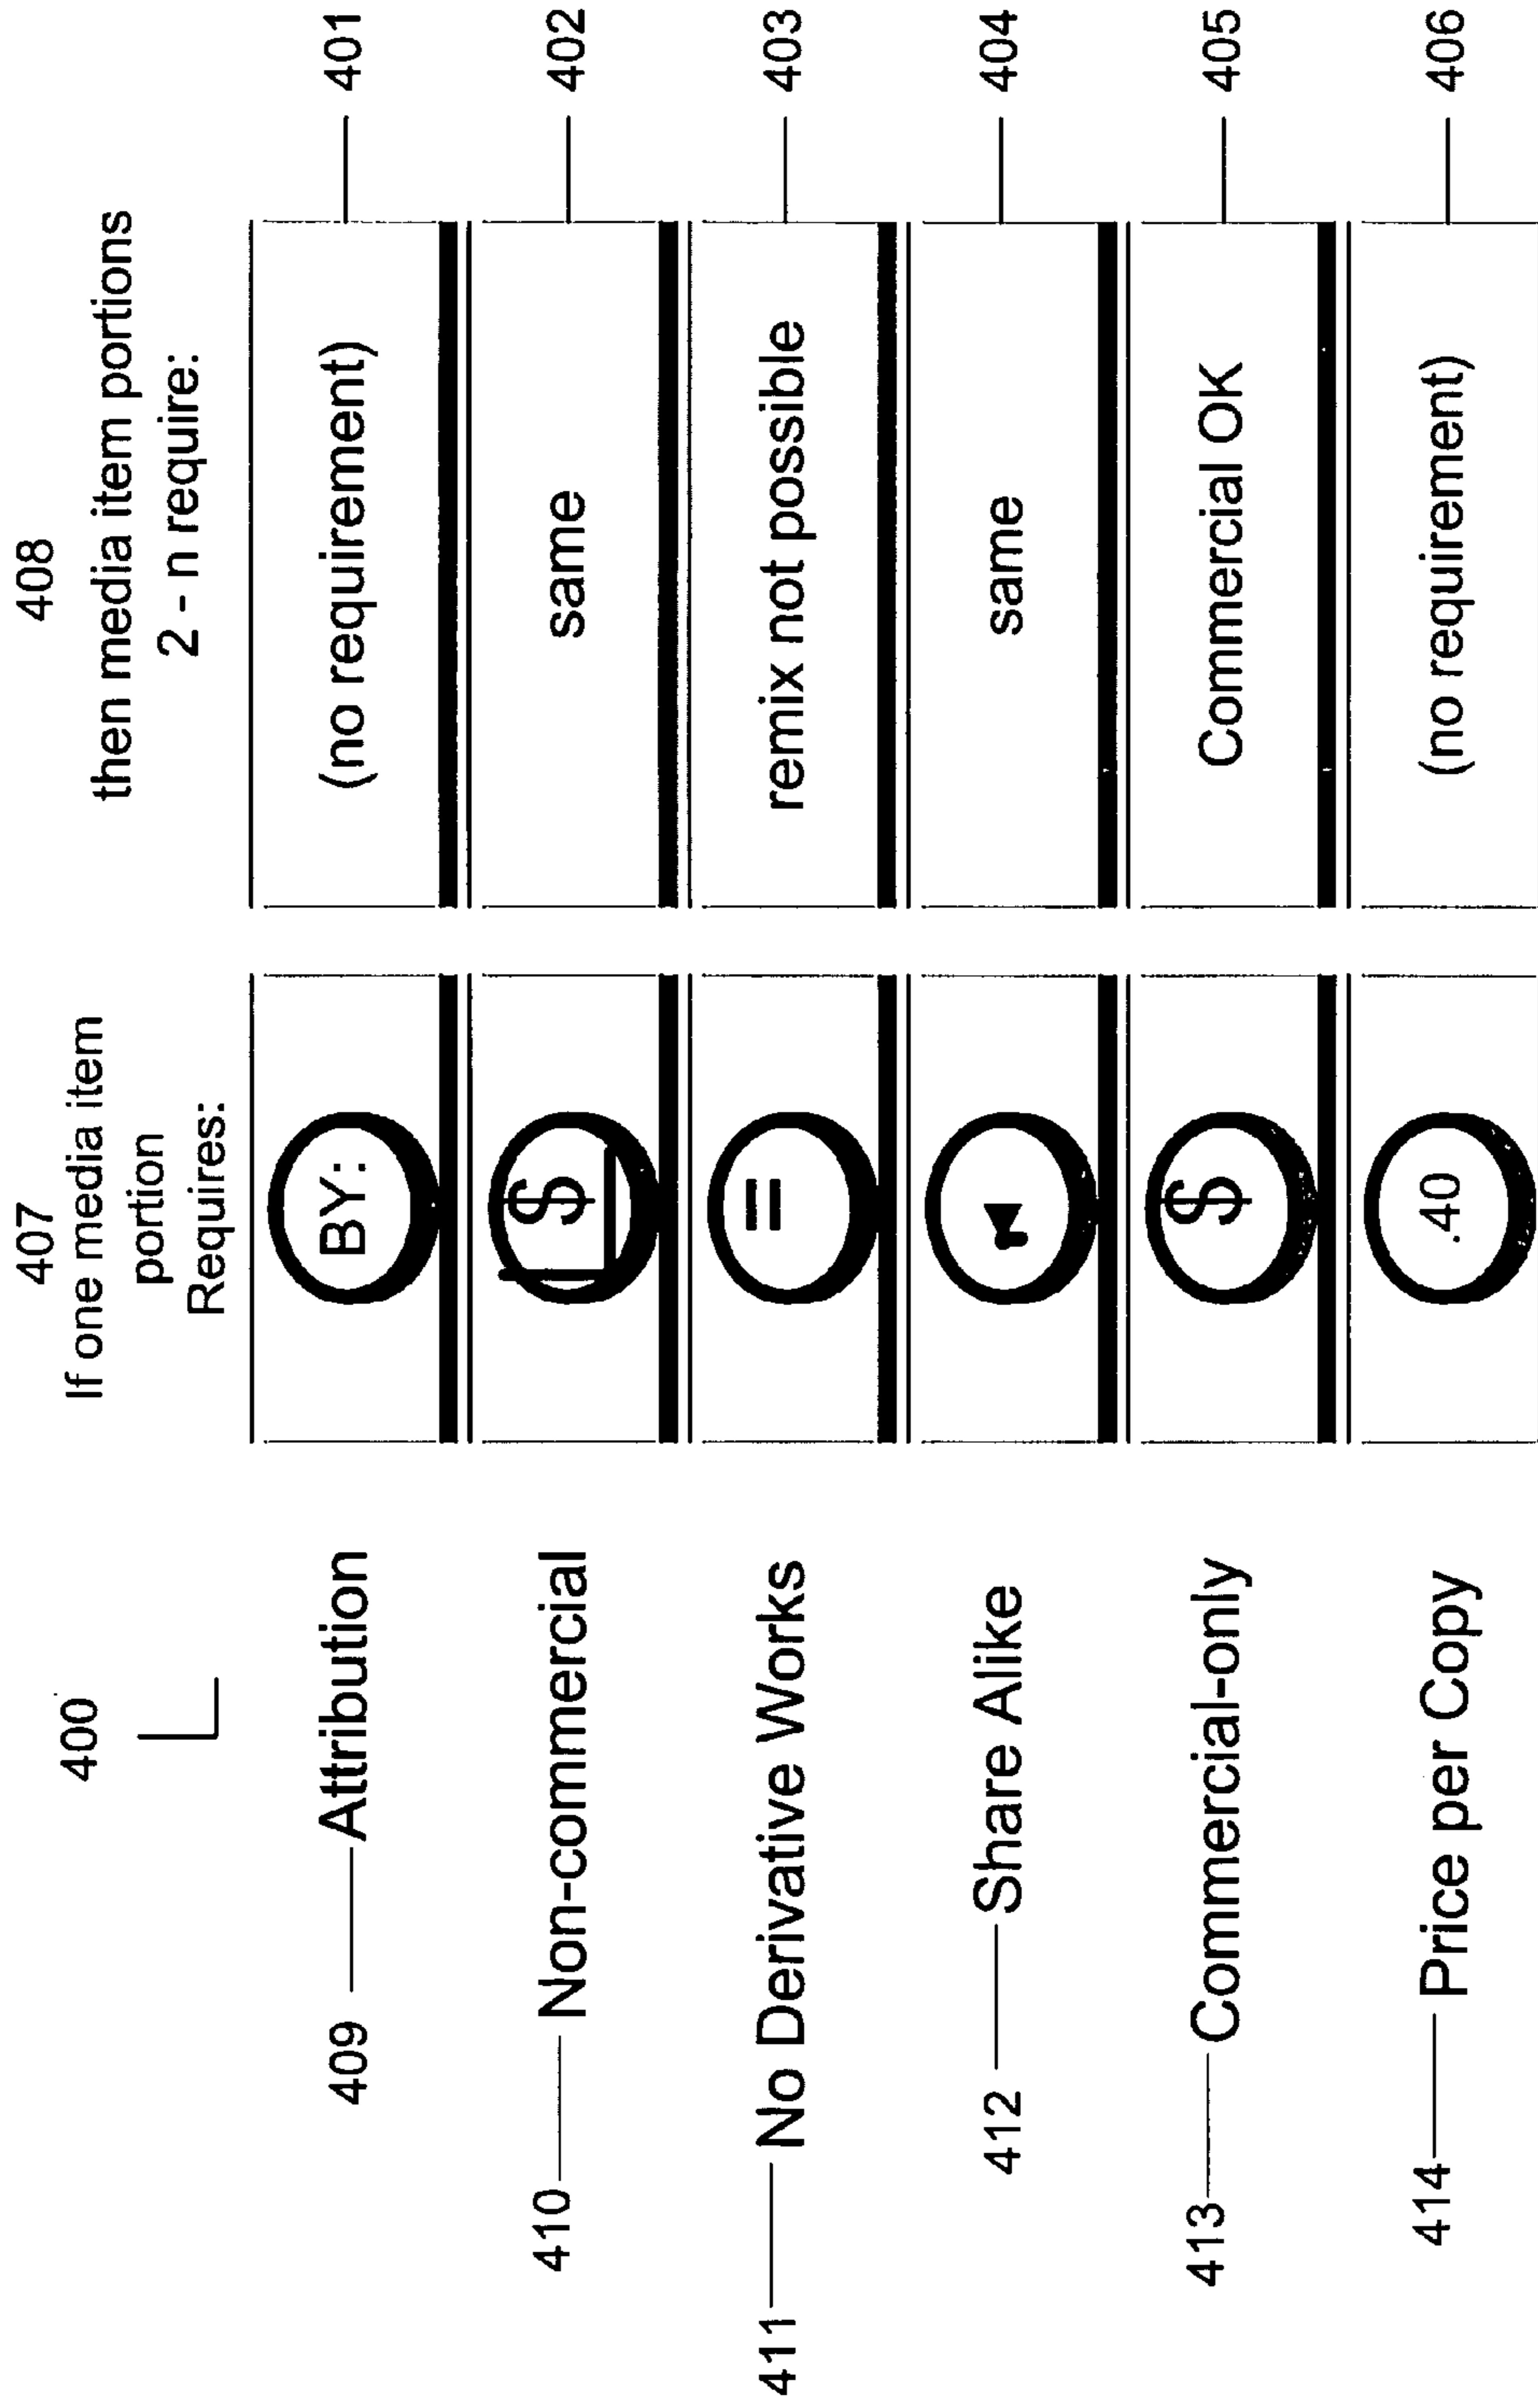 400
407
If one media item
portion
Requires:
408
then media item portions
2 - n require:
409 Attribution BY: (no requirement) 401
410 Non-commercial $ same 402
411 No Derivative Works = remix not possible 403
412 Share Alike same 404
413 Commercial-only $ Commercial OK 405
414 Price per Copy .40 (no requirement) 406